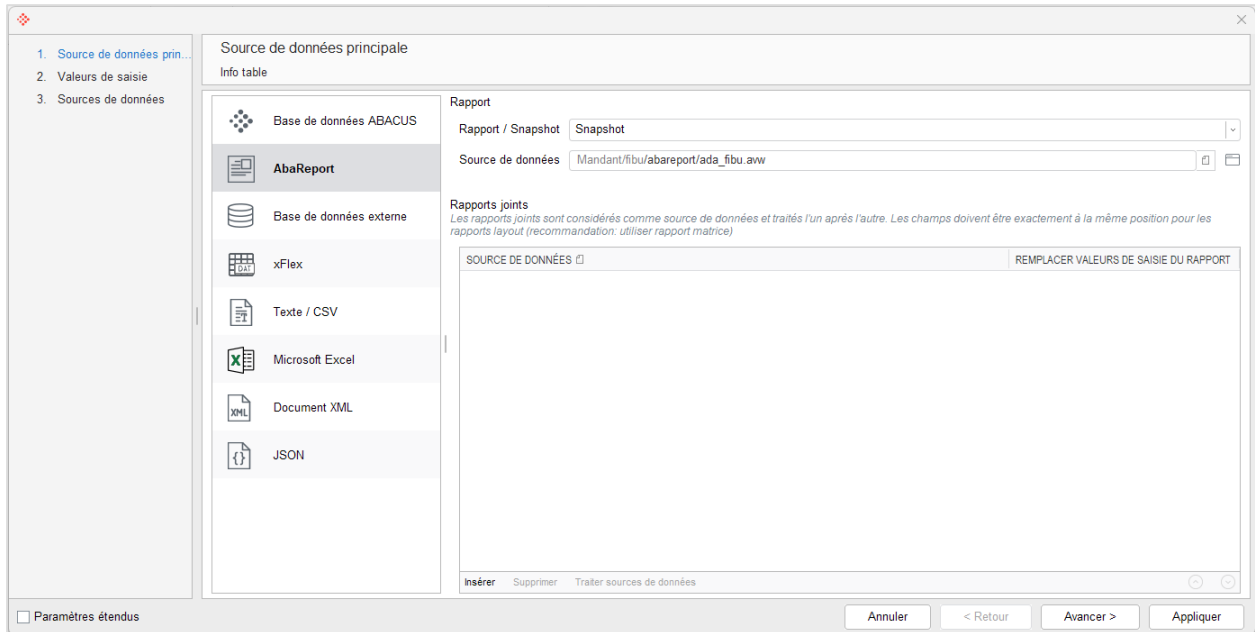 1. Source de données prin...
2. Valeurs de saisie
3. Sources de données
Source de données principale
Info table
Base de données ABACUS
AbaReport
Base de données externe
DAT
xFlex
Texte / CSV
Microsoft Excel
XML
Document XML
{}
JSON
Rapport
Rapport / Snapshot Snapshot
Source de données Mandant/fibu/abareport/ada_fibu.avw
Rapports joints
Les rapports joints sont considérés comme source de données et traités l'un après l'autre. Les champs doivent être exactement à la même position pour les
rapports layout (recommandation: utiliser rapport matrice)
SOURCE DE DONNÉES REMPLACER VALEURS DE SAISIE DU RAPPORT
Insérer Supprimer Traiter sources de données
Paramètres étendus
Annuler < Retour Avancer > Appliquer